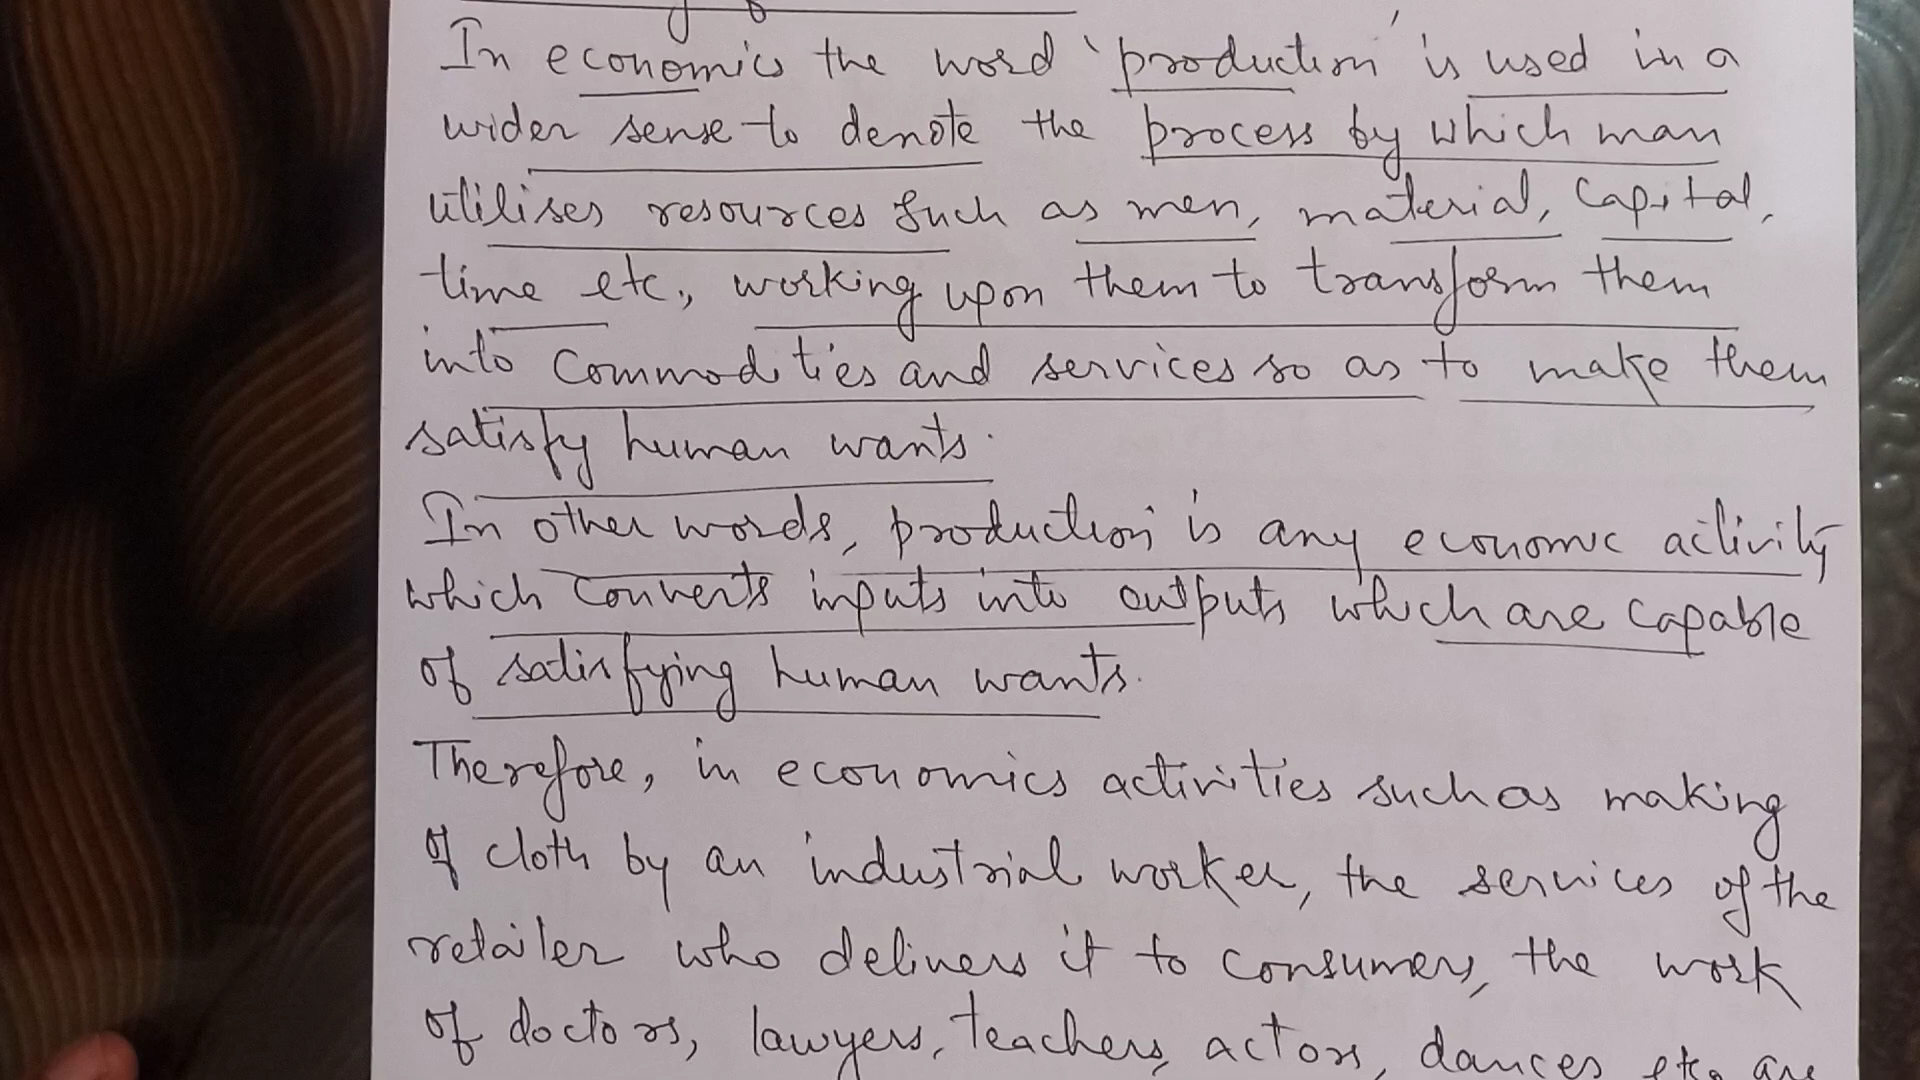 In economics the word 'production' is used in a
wider sense to denote the process by which man
utilises resources such as men, material, capital,
time etc., working upon them to transform them
into commodities and services so as to make them
satisfy human wants.
In other words, production is any economic activity
which converts inputs into outputs which are capable
of satisfying human wants.
Therefore, in economics activities such as making
of cloth by an industrial worker, the services of the
retailer who delivers it to consumers, the work
of doctors, lawyers, teachers, actors, dances etc. are